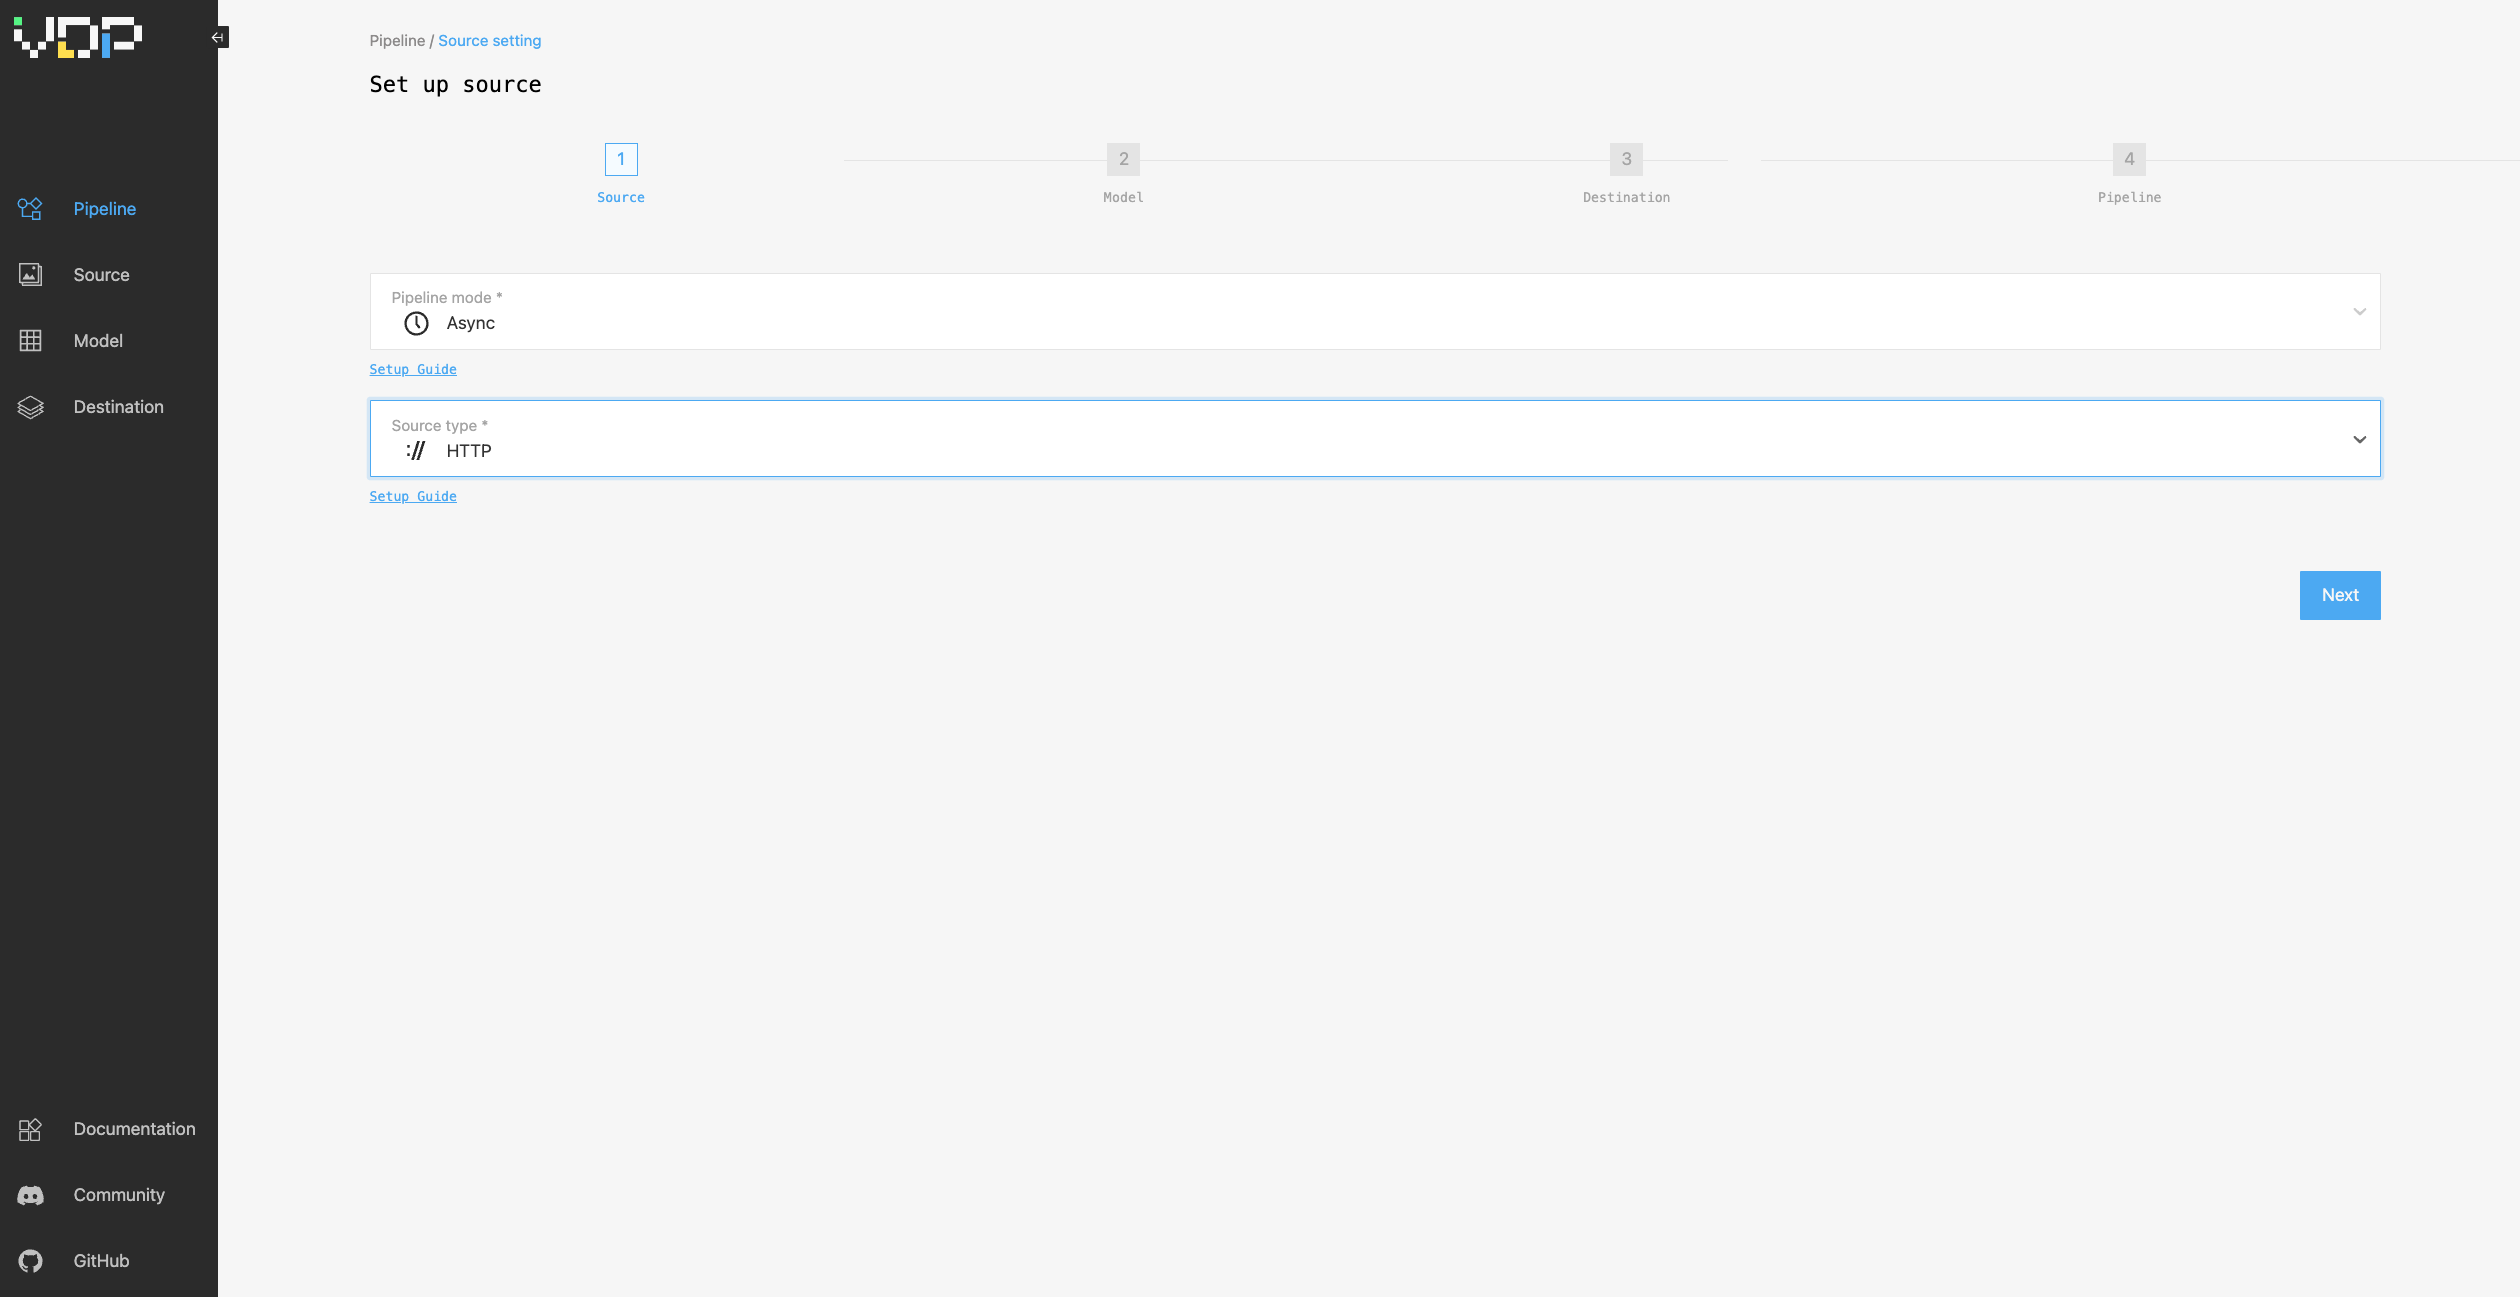 VDP
Pipeline / Source setting
Set up source
1
2
3
4
Source
Model
Destination
Pipeline
Pipeline
Source
Model
Destination
Pipeline mode *
Async
Setup Guide
Source type *
:// HTTP
Setup Guide
Next
Documentation
Community
GitHub